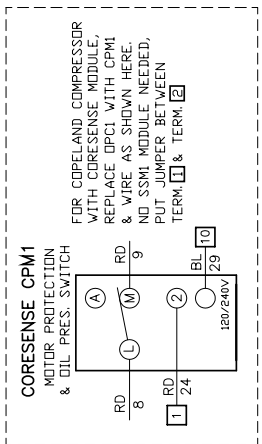 CORESENSE CPM1
MOTOR PROTECTION
& OIL PRES. SWITCH
RD
8
L
A
M
RD
9
1
RD
24
2
120/240V
BL
29
10
FOR COPELAND COMPRESSOR
WITH CORESENSE MODULE,
REPLACE OPC1 WITH CPM1
& WIRE AS SHOWN HERE.
NO SSM1 MODULE NEEDED,
PUT JUMPER BETWEEN
TERM. 1 & TERM. 2